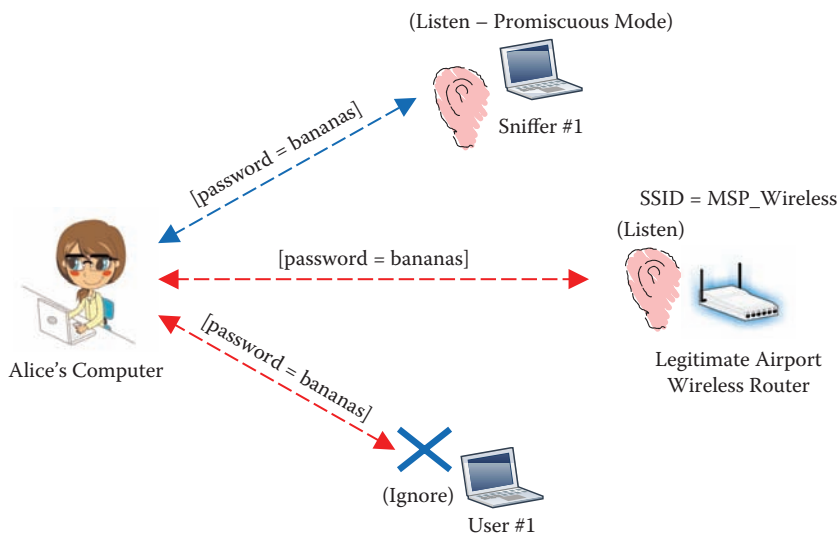 (Listen – Promiscuous Mode)
Sniffer #1
[password = bananas]
SSID = MSP_Wireless
(Listen)
[password = bananas]
Alice's Computer
Legitimate Airport
Wireless Router
[password = bananas]
(Ignore)
User #1